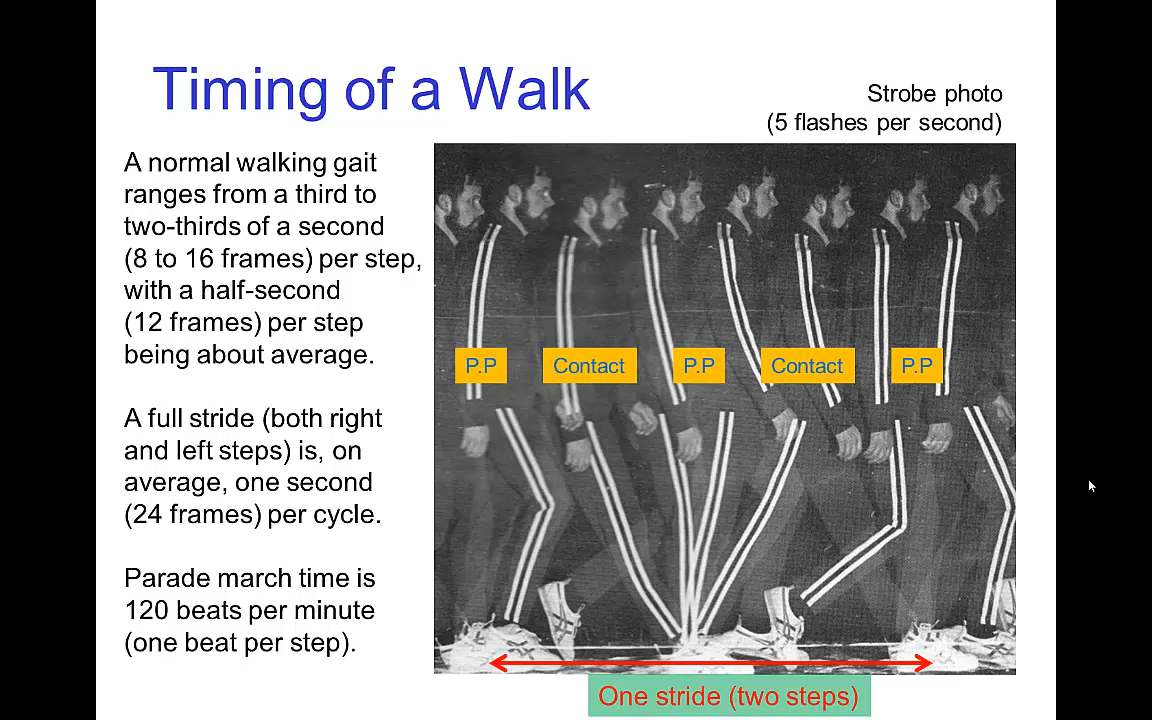 Timing of a Walk
Strobe photo
(5 flashes per second)
A normal walking gait
ranges from a third to
two-thirds of a second
(8 to 16 frames) per step,
with a half-second
(12 frames) per step
being about average.
A full stride (both right
and left steps) is, on
average, one second
(24 frames) per cycle.
Parade march time is
120 beats per minute
(one beat per step).
P.P
Contact
P.P
Contact
P.P
One stride (two steps)